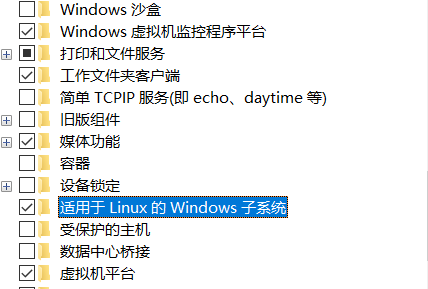 Windows 沙盒
Windows 虚拟机监控程序平台
打印和文件服务
工作文件夹客户端
简单 TCPIP 服务(即 echo、daytime 等)
旧版组件
媒体功能
容器
设备锁定
适用于 Linux 的 Windows 子系统
受保护的主机
数据中心桥接
虚拟机平台